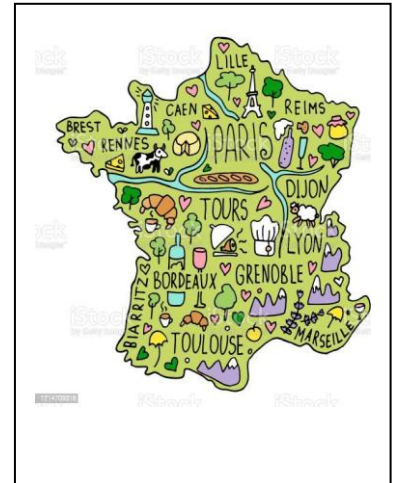 LILLE
CAEN
REIMS
BREST
RENNES
PARIS
DIJON
TOURS
LYON
BORDEAUX
GRENOBLE
BIARRITZ
MARSEILLE
TOULOUSE
iStock